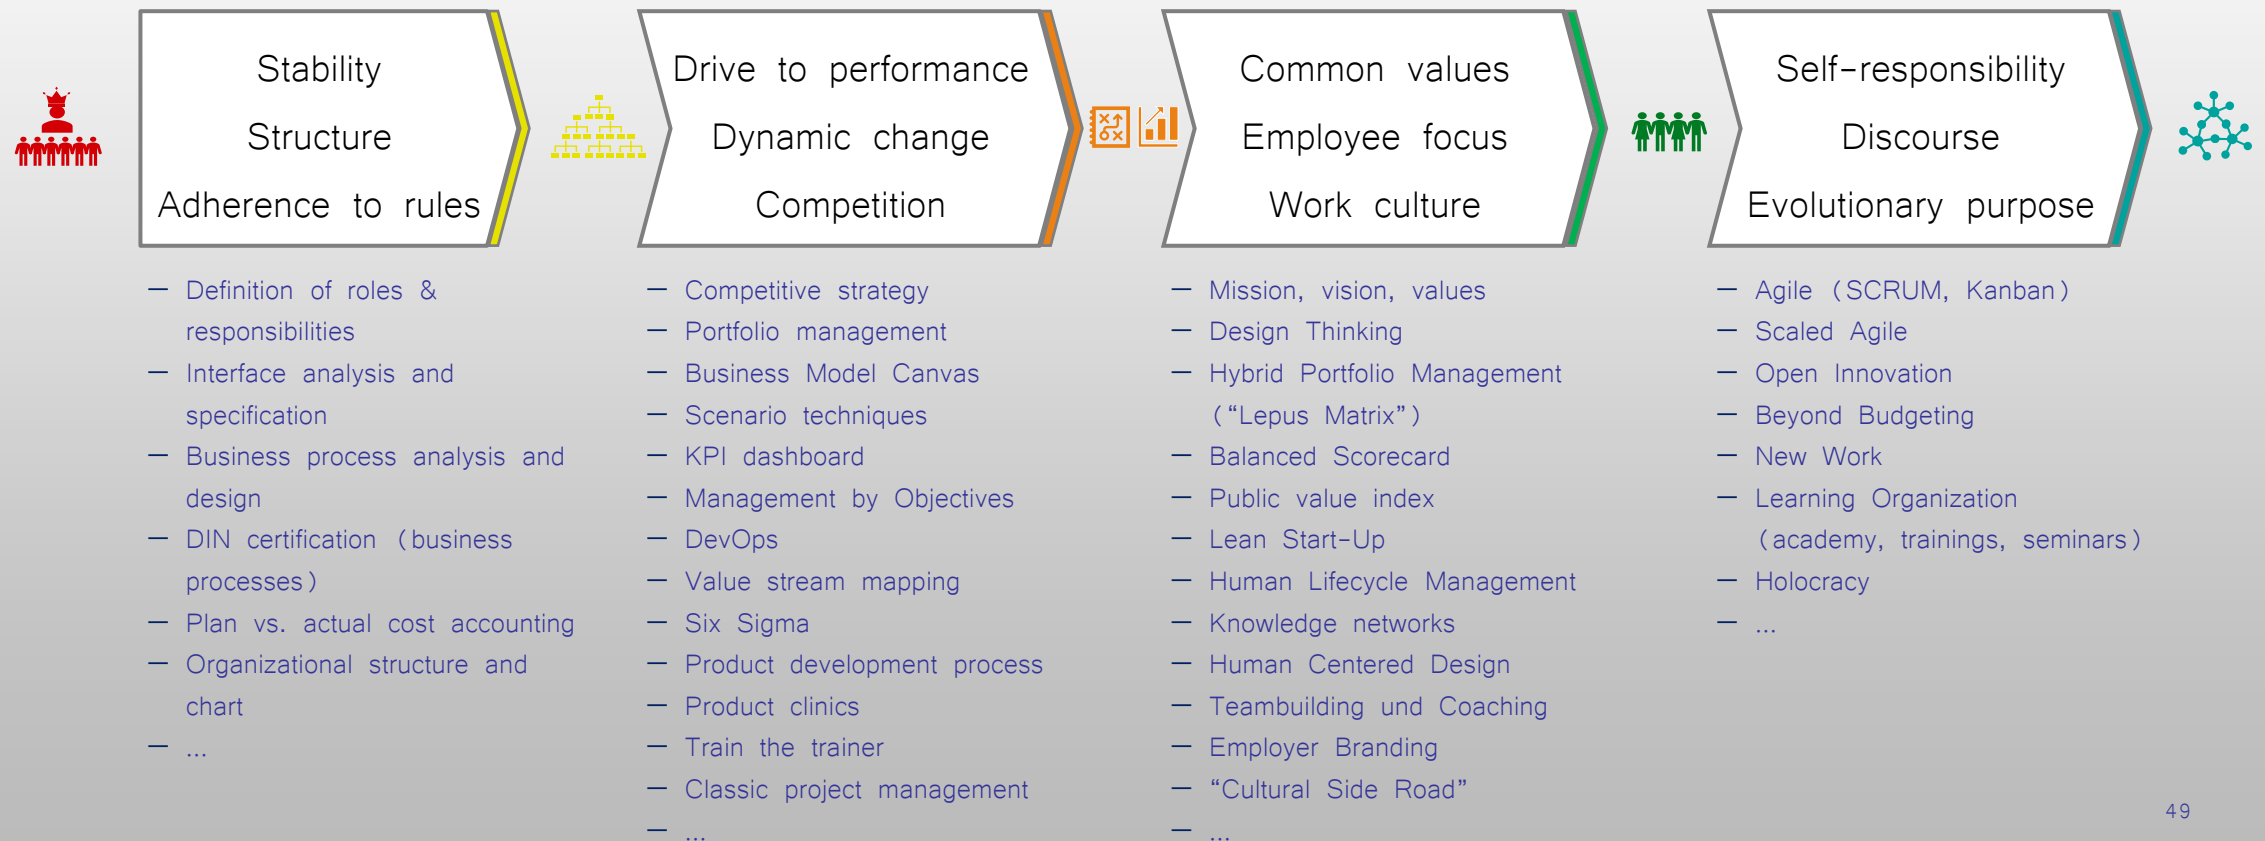 Stability
Structure
Adherence to rules
Drive to performance
Dynamic change
Competition
Common values
Employee focus
Work culture
Self-responsibility
Discourse
Evolutionary purpose
— Definition of roles &
responsibilities
— Interface analysis and
specification
— Business process analysis and
design
— DIN certification (business
processes)
— Plan vs. actual cost accounting
— Organizational structure and
chart
— ...
— Competitive strategy
— Portfolio management
— Business Model Canvas
— Scenario techniques
— KPI dashboard
— Management by Objectives
— DevOps
— Value stream mapping
— Six Sigma
— Product development process
— Product clinics
— Train the trainer
— Classic project management
— ...
— Mission, vision, values
— Design Thinking
— Hybrid Portfolio Management
(“Lepus Matrix”)
— Balanced Scorecard
— Public value index
— Lean Start-Up
— Human Lifecycle Management
— Knowledge networks
— Human Centered Design
— Teambuilding und Coaching
— Employer Branding
— “Cultural Side Road”
— ...
— Agile (SCRUM, Kanban)
— Scaled Agile
— Open Innovation
— Beyond Budgeting
— New Work
— Learning Organization
(academy, trainings, seminars)
— Holocracy
— ...
49